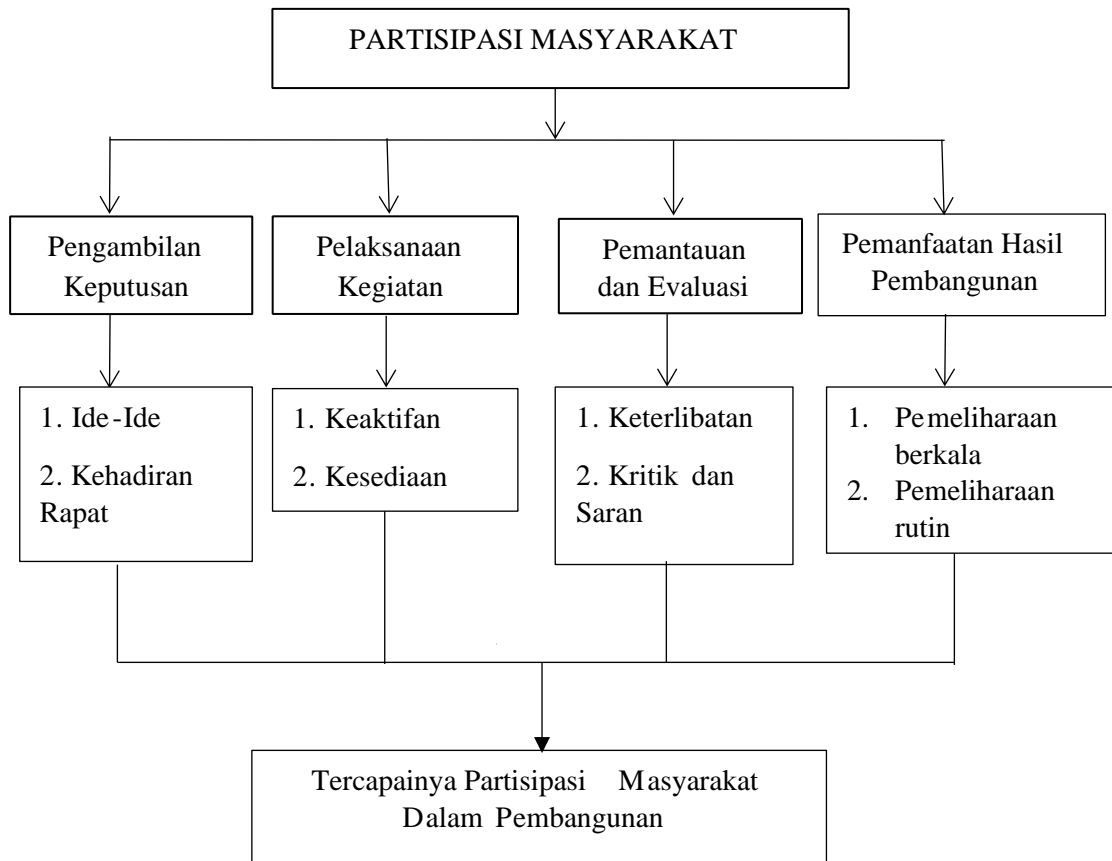 PARTISIPASI MASYARAKAT
Pengambilan
Keputusan
Pelaksanaan
Kegiatan
Pemantauan
dan Evaluasi
Pemanfaatan Hasil
Pembangunan
1. Ide-Ide
2. Kehadiran
Rapat
1. Keaktifan
2. Kesediaan
1. Keterlibatan
2. Kritik dan
Saran
1. Pemeliharaan
berkala
2. Pemeliharaan
rutin
Tercapainya Partisipasi Masyarakat
Dalam Pembangunan